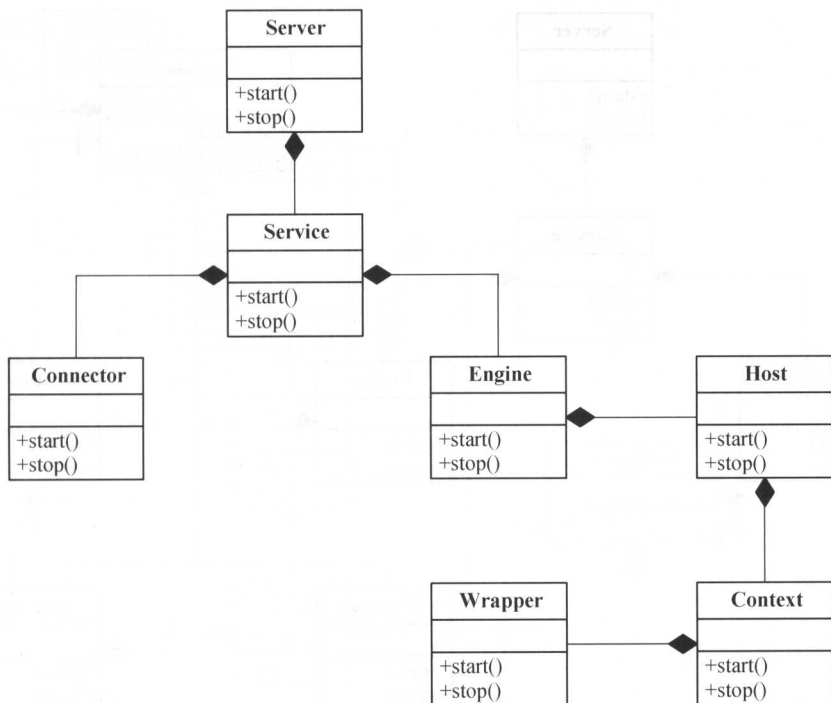 Server
+start()
+stop()
Service
+start()
+stop()
Connector
+start()
+stop()
Engine
+start()
+stop()
Host
+start()
+stop()
Wrapper
+start()
+stop()
Context
+start()
+stop()